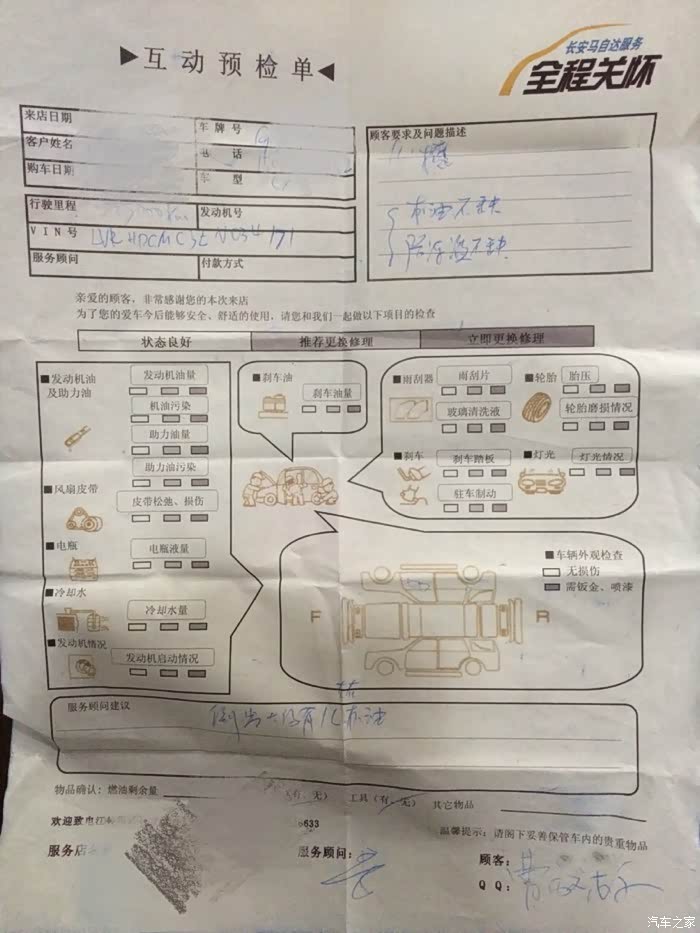 ▶互动预检单◀
长安马自达服务
全程关怀
来店日期
车牌号
客户姓名
电话
购车日期
车型
顾客要求及问题描述
机油不缺
防冻液不缺
行驶里程
发动机号
VIN号
服务顾问
付款方式
亲爱的顾客，非常感谢您的本次来店
为了您的爱车今后能够安全、舒适的使用，请您和我们一起做以下项目的检查
状态良好 推荐更换修理 立即更换修理
■发动机油及助力油
发动机油量
机油污染
助力油量
助力油污染
■风扇皮带
皮带松弛、损伤
■电瓶
电瓶液量
■冷却水
冷却水量
■发动机情况
发动机启动情况
■刹车油
刹车油量
■雨刮器
雨刮片
玻璃清洗液
■轮胎
胎压
轮胎磨损情况
■刹车
刹车踏板
驻车制动
■灯光
灯光情况
■车辆外观检查
无损伤
需钣金、喷漆
F
R
服务顾问建议
物品确认：燃油剩余量 （有、无） 工具（有、无） 其它物品
欢迎致电
633
温馨提示：请阁下妥善保管车内的贵重物品
服务店
服务顾问：
顾客：
QQ：
汽车之家